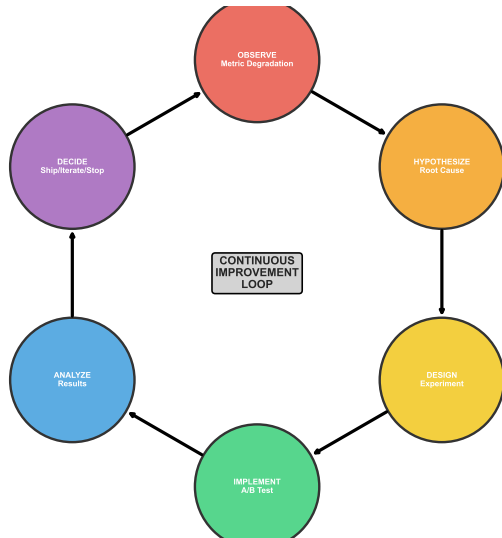 OBSERVE
Metric Degradation
HYPOTHESIZE
Root Cause
DESIGN
Experiment
IMPLEMENT
A/B Test
ANALYZE
Results
DECIDE
Ship/Iterate/Stop
CONTINUOUS
IMPROVEMENT
LOOP